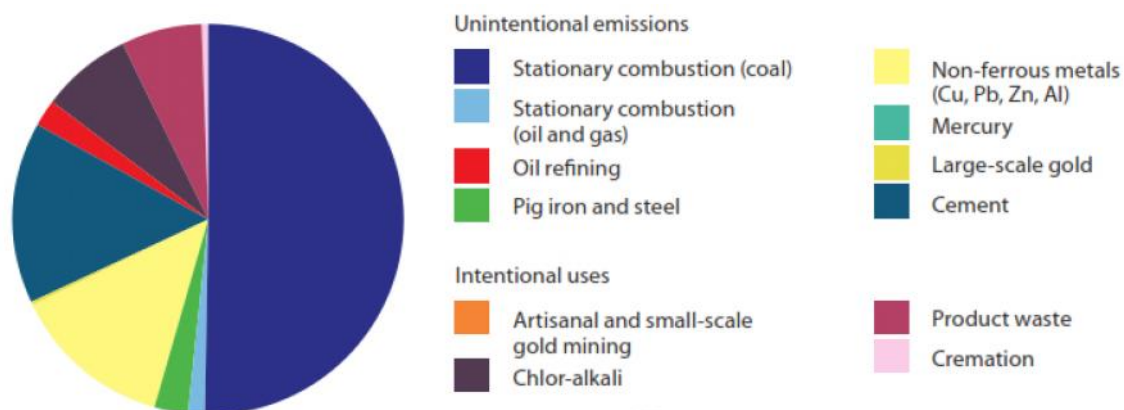 Unintentional emissions
Stationary combustion (coal)
Stationary combustion
(oil and gas)
Oil refining
Pig iron and steel
Non-ferrous metals
(Cu, Pb, Zn, Al)
Mercury
Large-scale gold
Cement
Intentional uses
Artisanal and small-scale
gold mining
Chlor-alkali
Product waste
Cremation